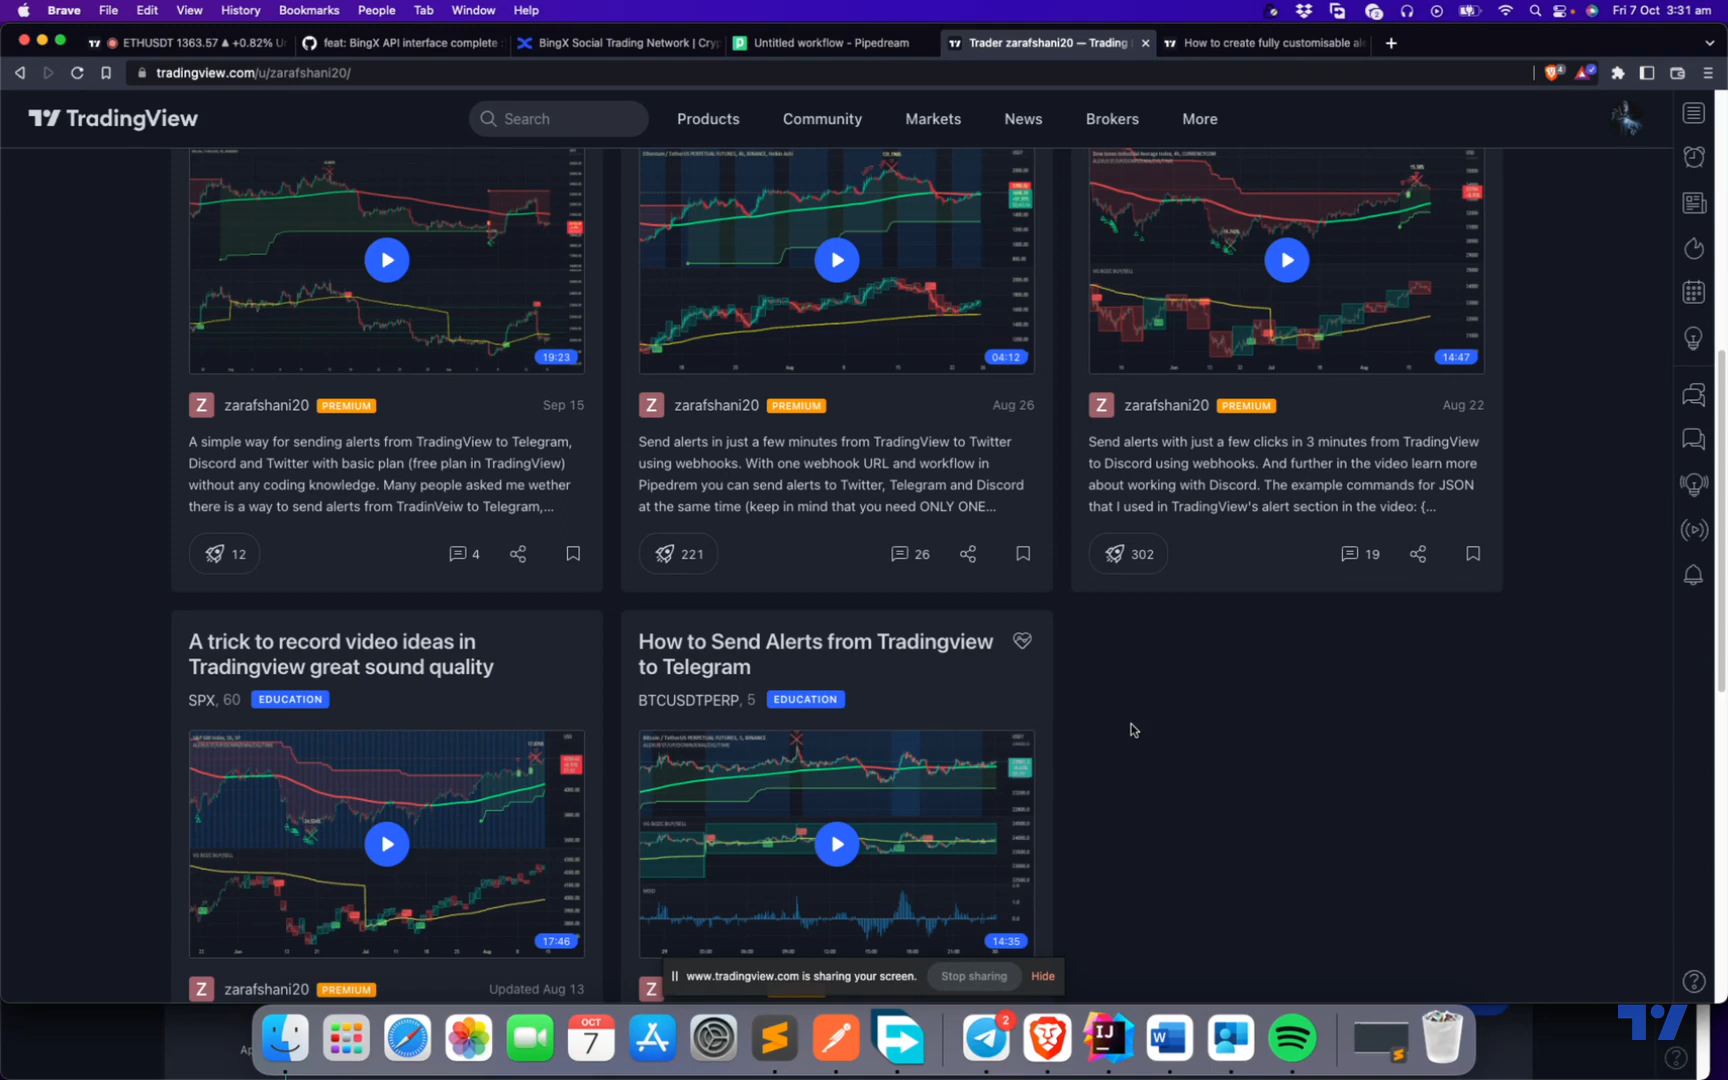 Brave File Edit View History Bookmarks People Tab Window Help
2
Fri 7 Oct 3:31 am
ETHUSDT 1363.57 ▲ +0.82% Un
feat: BingX API interface complete
BingX Social Trading Network | Cryp
Untitled workflow - Pipedream
Trader zarafshani20 — Trading
How to create fully customisable al
tradingview.com/u/zarafshani20/
4
TradingView
Search
Products
Community
Markets
News
Brokers
More
19:23
04:12
14:47
Z zarafshani20 PREMIUM Sep 15
Z zarafshani20 PREMIUM Aug 26
Z zarafshani20 PREMIUM Aug 22
A simple way for sending alerts from TradingView to Telegram,
Discord and Twitter with basic plan (free plan in TradingView)
without any coding knowledge. Many people asked me wether
there is a way to send alerts from TradinVeiw to Telegram,...
Send alerts in just a few minutes from TradingView to Twitter
using webhooks. With one webhook URL and workflow in
Pipedrem you can send alerts to Twitter, Telegram and Discord
at the same time (keep in mind that you need ONLY ONE...
Send alerts with just a few clicks in 3 minutes from TradingView
to Discord using webhooks. And further in the video learn more
about working with Discord. The example commands for JSON
that I used in TradingView's alert section in the video: {...
12 4
221 26
302 19
A trick to record video ideas in
Tradingview great sound quality
SPX, 60 EDUCATION
17:46
Z zarafshani20 PREMIUM Updated Aug 13
How to Send Alerts from Tradingview
to Telegram
BTCUSDTPERP, 5 EDUCATION
14:35
Z
www.tradingview.com is sharing your screen. Stop sharing Hide
OCT
7
2
IJ
W